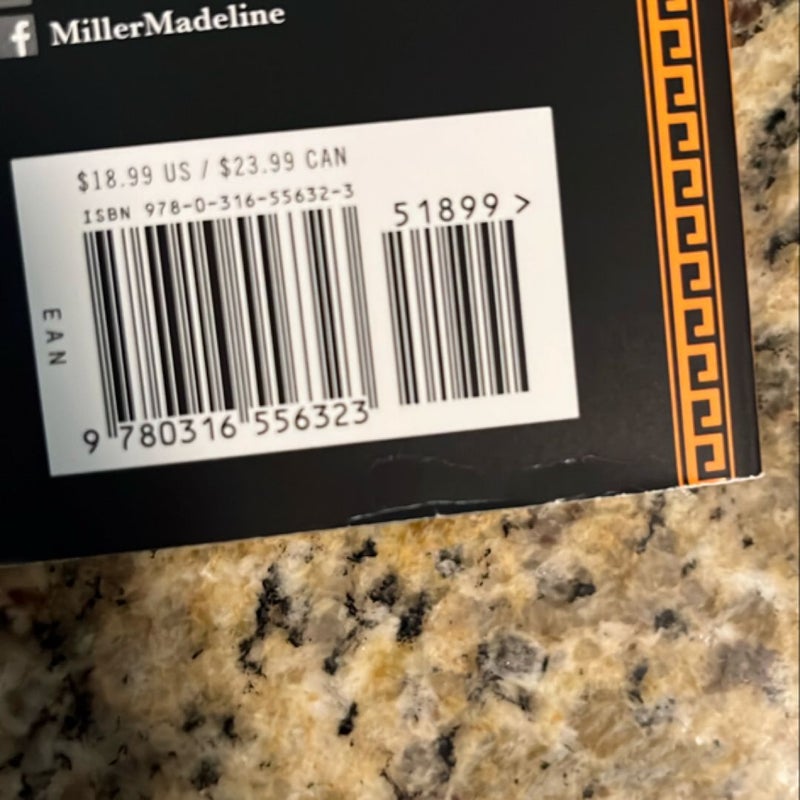 f MillerMadeline
$18.99 US / $23.99 CAN
ISBN 978-0-316-55632-3
51899 >
EAN
9 780316 556323